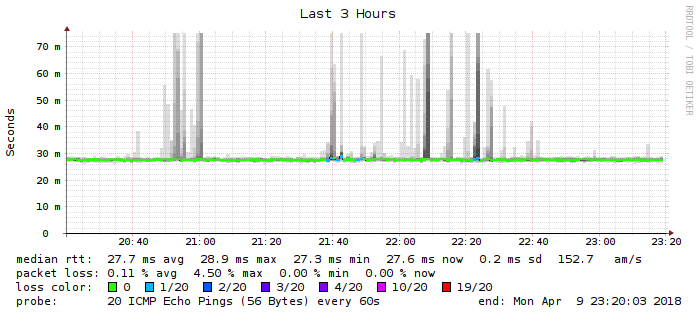 Last 3 Hours
RRDTOOL / TOBI OETIKER
Seconds
70 m
60 m
50 m
40 m
30 m
20 m
10 m
0
20:40 21:00 21:20 21:40 22:00 22:20 22:40 23:00 23:20
median rtt: 27.7 ms avg 28.9 ms max 27.3 ms min 27.6 ms now 0.2 ms sd 152.7 am/s
packet loss: 0.11 % avg 4.50 % max 0.00 % min 0.00 % now
loss color: 0 1/20 2/20 3/20 4/20 10/20 19/20
probe: 20 ICMP Echo Pings (56 Bytes) every 60s end: Mon Apr 9 23:20:03 2018